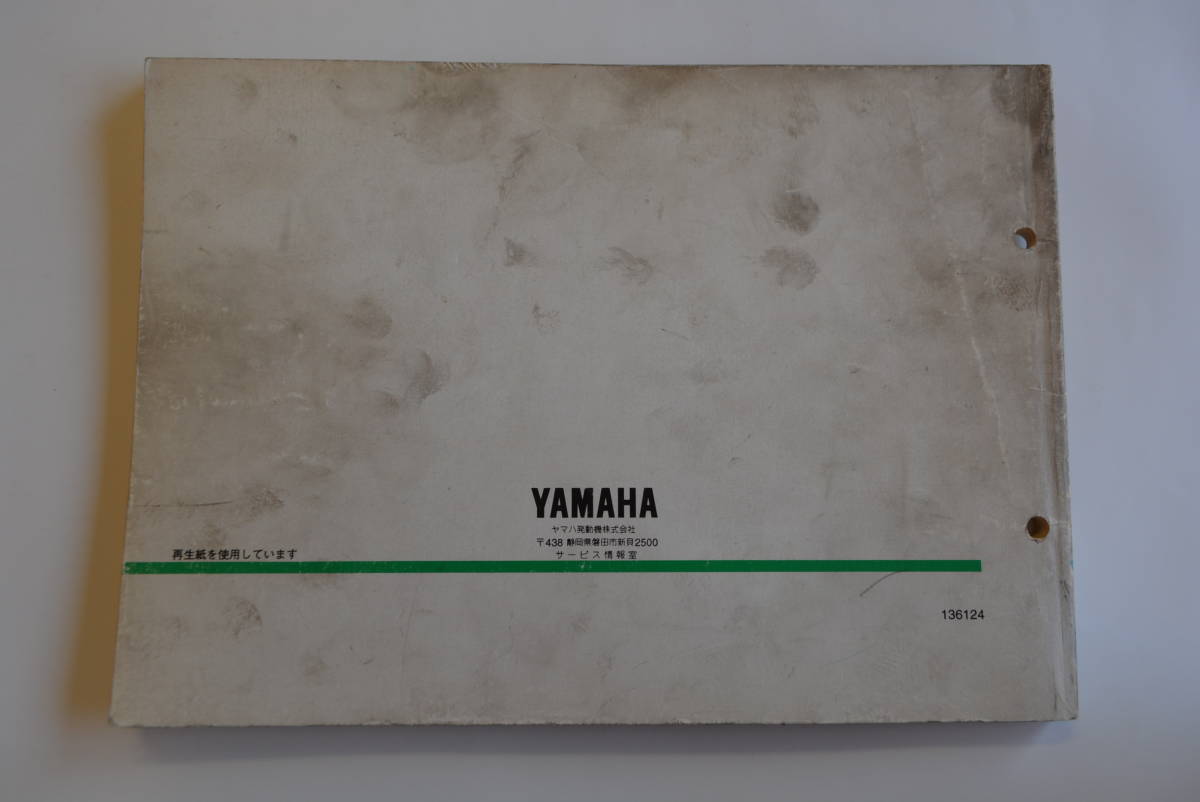 YAMAHA
ヤマハ発動機株式会社
〒438 静岡県磐田市新貝2500
サービス情報室
再生紙を使用しています
136124